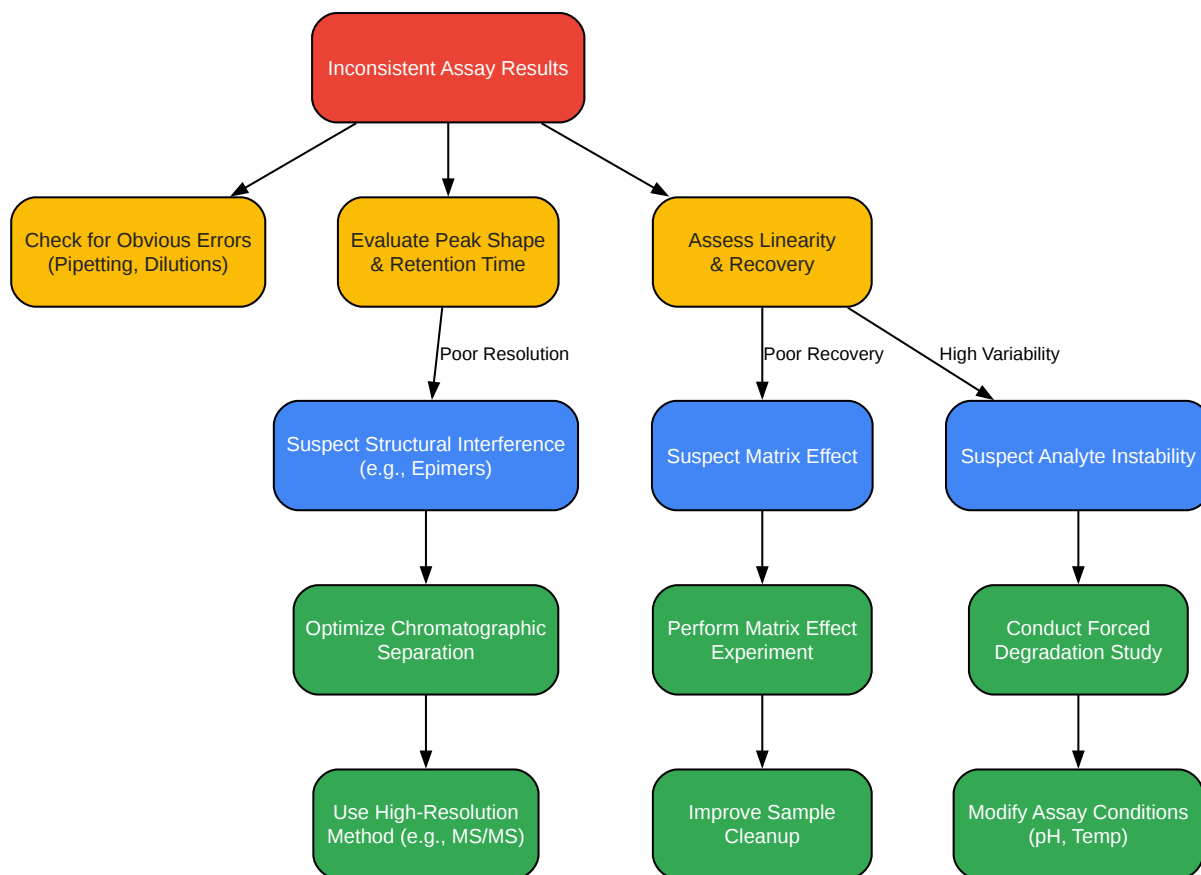 Inconsistent Assay Results
Check for Obvious Errors
(Pipetting, Dilutions)
Evaluate Peak Shape
& Retention Time
Assess Linearity
& Recovery
Poor Resolution
Poor Recovery
High Variability
Suspect Structural Interference
(e.g., Epimers)
Suspect Matrix Effect
Suspect Analyte Instability
Optimize Chromatographic
Separation
Perform Matrix Effect
Experiment
Conduct Forced
Degradation Study
Use High-Resolution
Method (e.g., MS/MS)
Improve Sample
Cleanup
Modify Assay Conditions
(pH, Temp)